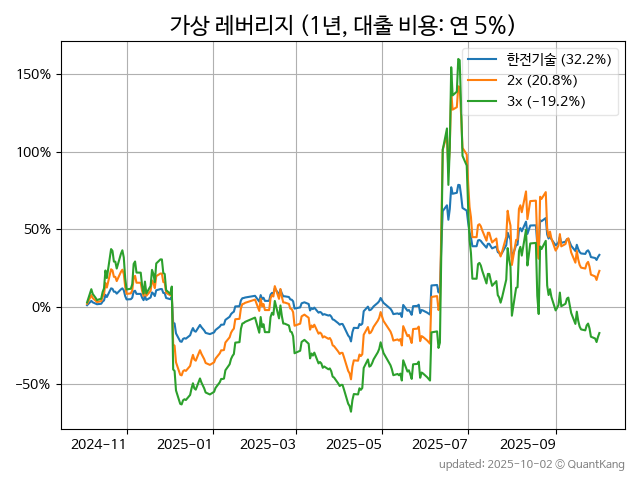 가상 레버리지 (1년, 대출 비용: 연 5%)
한전기술 (32.2%)
2x (20.8%)
3x (−19.2%)
150%
100%
50%
0%
−50%
2024−11 2025−01 2025−03 2025−05 2025−07 2025−09
updated: 2025-10-02 © QuantKang